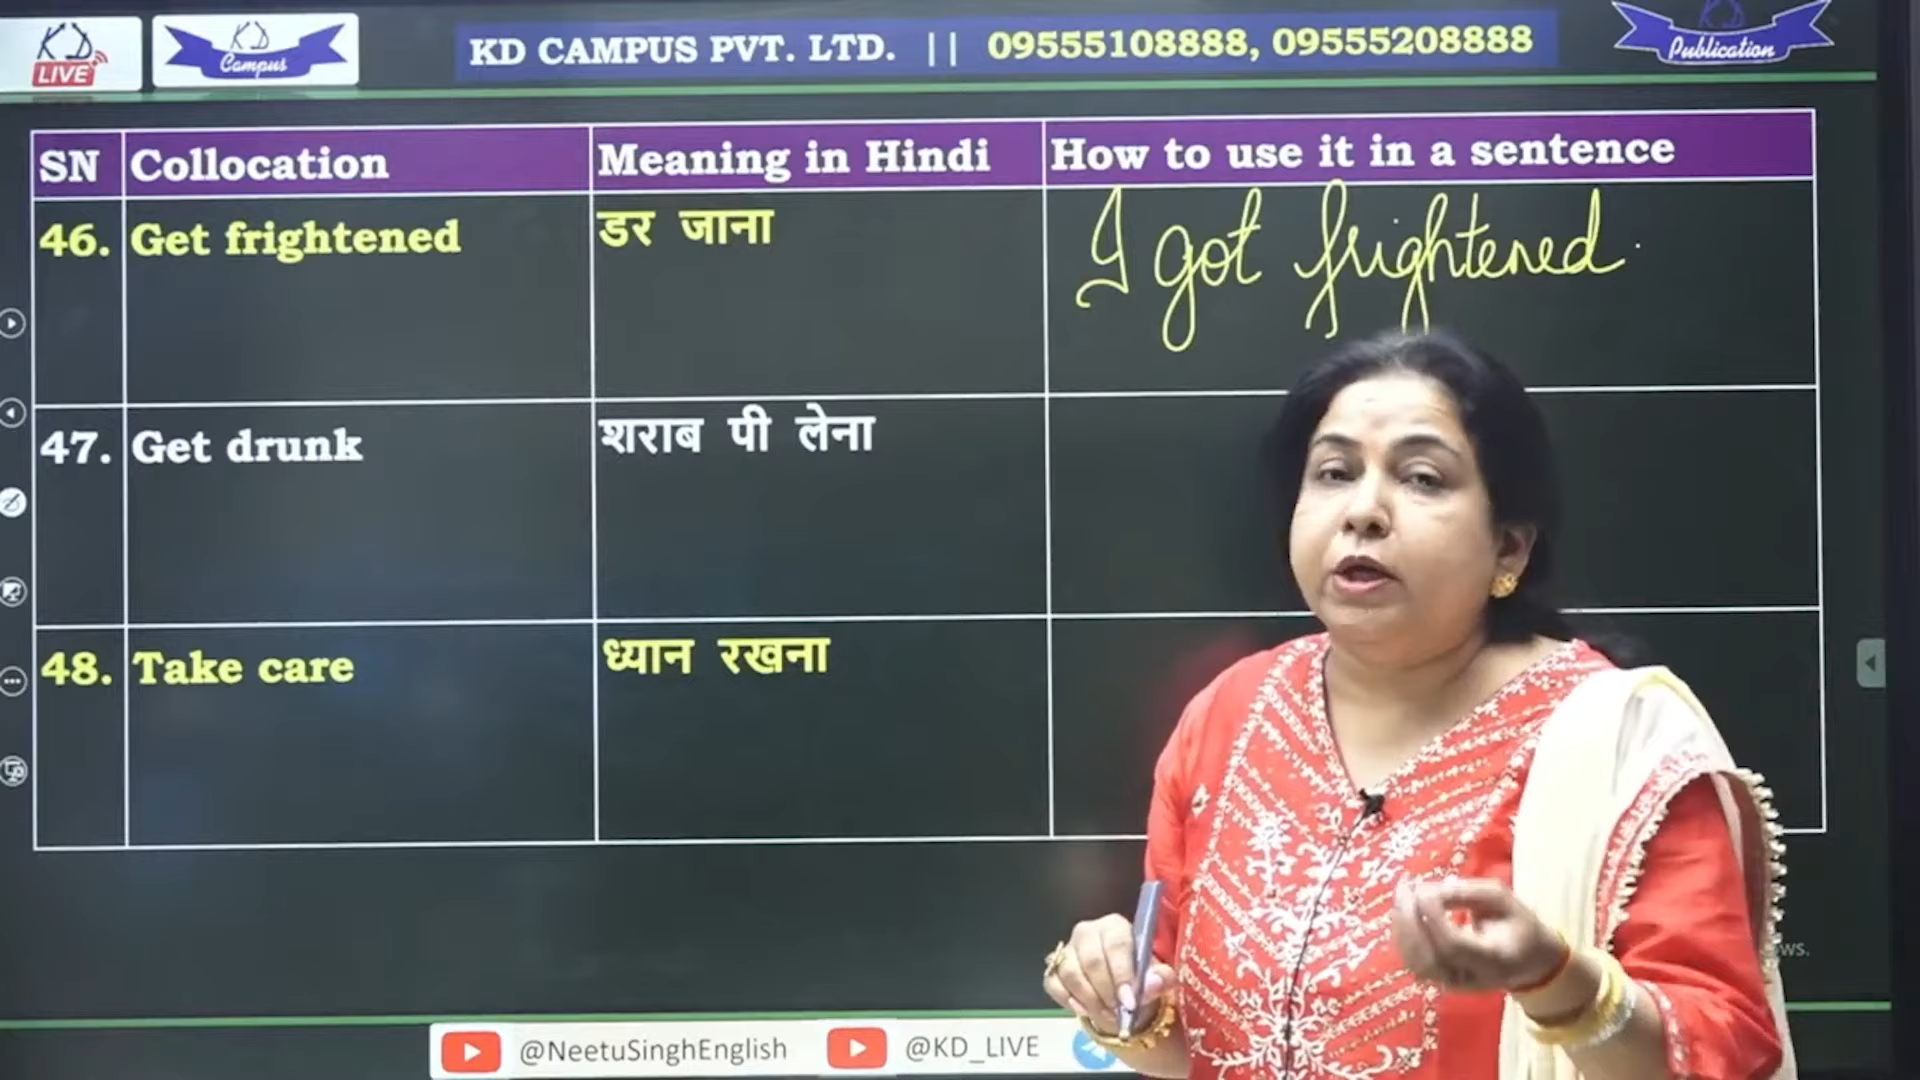 KD
LIVE
KD
Campus
KD CAMPUS PVT. LTD. || 09555108888, 09555208888
KD
Publication
SN Collocation Meaning in Hindi How to use it in a sentence
46. Get frightened डर जाना I got frightened.
47. Get drunk शराब पी लेना
48. Take care ध्यान रखना
@NeetuSinghEnglish @KD_LIVE